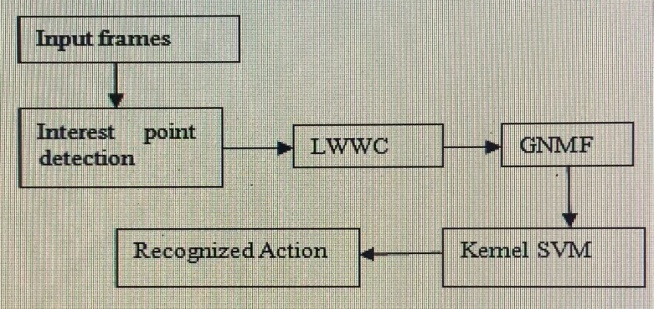 Input frames
Interest point
detection
LWWC
GNMF
Kernel SVM
Recognized Action